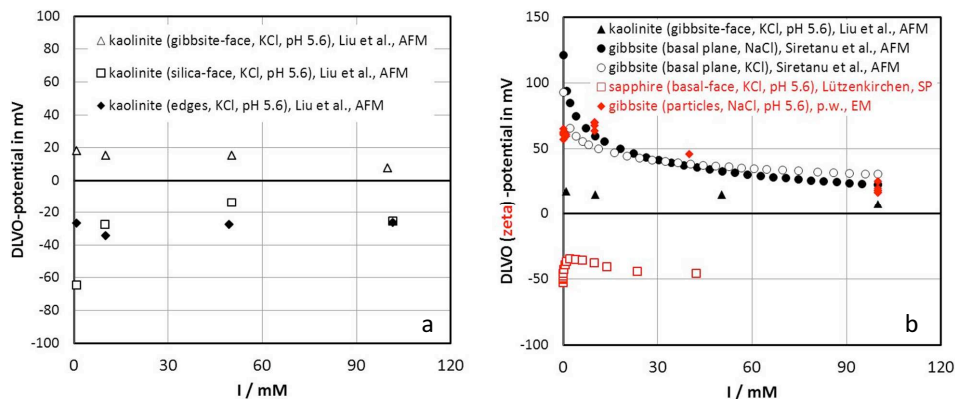 100
80
60
40
20
0
-20
-40
-60
-80
-100
DLVO-potential in mV
kaolinite (gibbsite-face, KCl, pH 5.6), Liu et al., AFM
kaolinite (silica-face, KCl, pH 5.6), Liu et al., AFM
kaolinite (edges, KCl, pH 5.6), Liu et al., AFM
a
0 30 60 90 120
I / mM
150
100
50
0
-50
-100
DLVO (zeta) -potential in mV
kaolinite (gibbsite-face, KCl, pH 5.6), Liu et al., AFM
gibbsite (basal plane, NaCl), Siretanu et al., AFM
gibbsite (basal plane, KCl), Siretanu et al., AFM
sapphire (basal-face, KCl, pH 5.6), Lützenkirchen, SP
gibbsite (particles, NaCl, pH 5.6), p.w., EM
b
0 30 60 90 120
I / mM